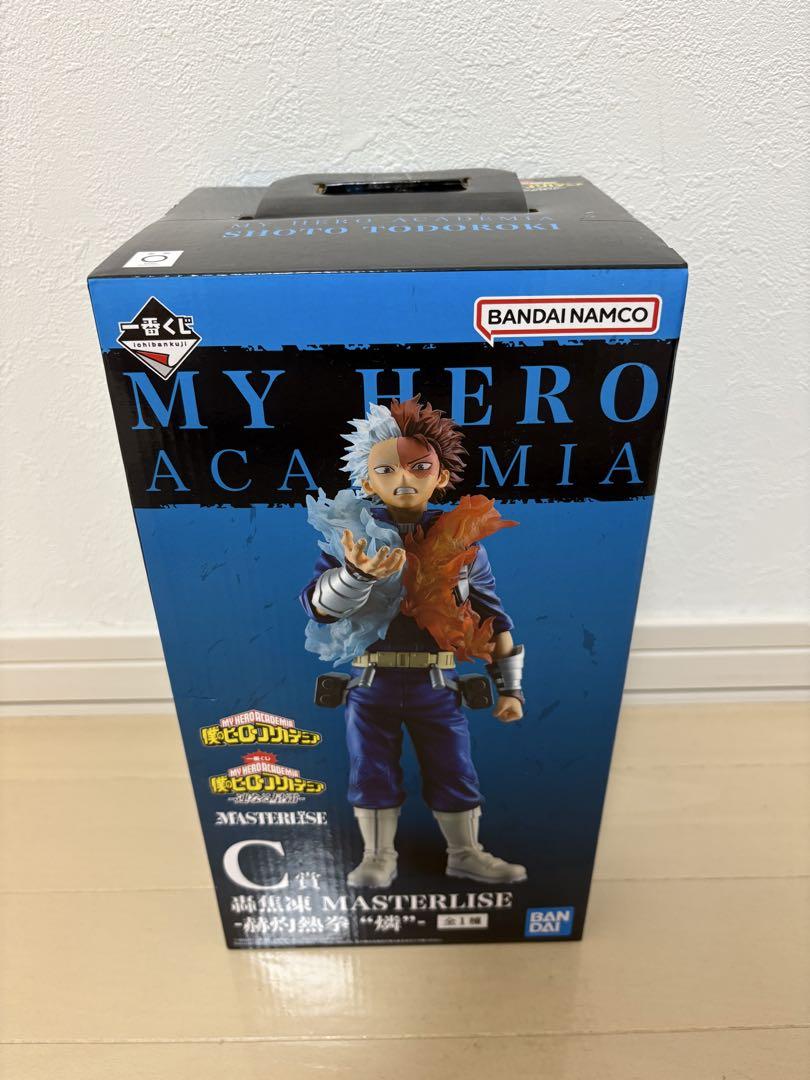 MY HERO ACADEMIA
SHOTO TODOROKI
一番くじ
ichibankuji
BANDAI NAMCO
MY HERO
ACADEMIA
MY HERO ACADEMIA
僕のヒーローアカデミア
一番くじ
MY HERO ACADEMIA
僕のヒーローアカデミア
MASTERLISE
C賞
轟焦凍 MASTERLISE
-赫灼熱拳 “燐”- 全1種
BAN
DAI